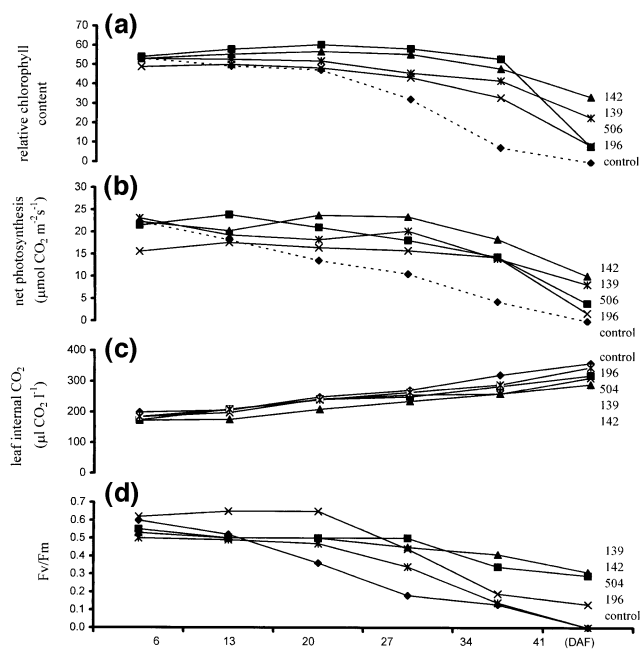 (a)
relative chlorophyll
content
70
60
50
40
30
20
10
0
142
139
506
196
control
(b)
net photosynthesis
(µmol CO2 m-2s-1)
30
25
20
15
10
5
0
142
139
506
196
control
(c)
leaf internal CO2
(µl CO2 l-1)
400
300
200
100
0
control
196
504
139
142
(d)
Fv/Fm
0.7
0.6
0.5
0.4
0.3
0.2
0.1
0.0
139
142
504
196
control
6 13 20 27 34 41 (DAF)